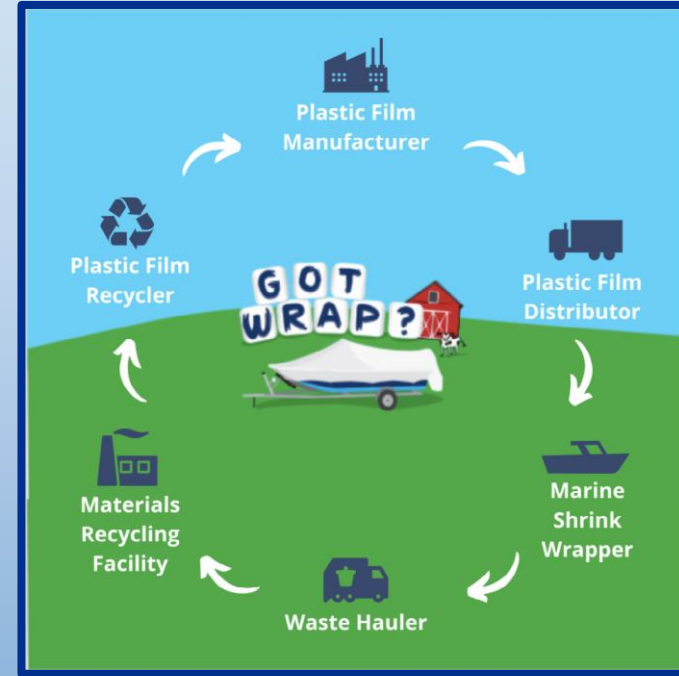 Plastic Film
Manufacturer
Plastic Film
Distributor
Marine
Shrink
Wrapper
Waste Hauler
Materials
Recycling
Facility
Plastic Film
Recycler
GOT
WRAP?